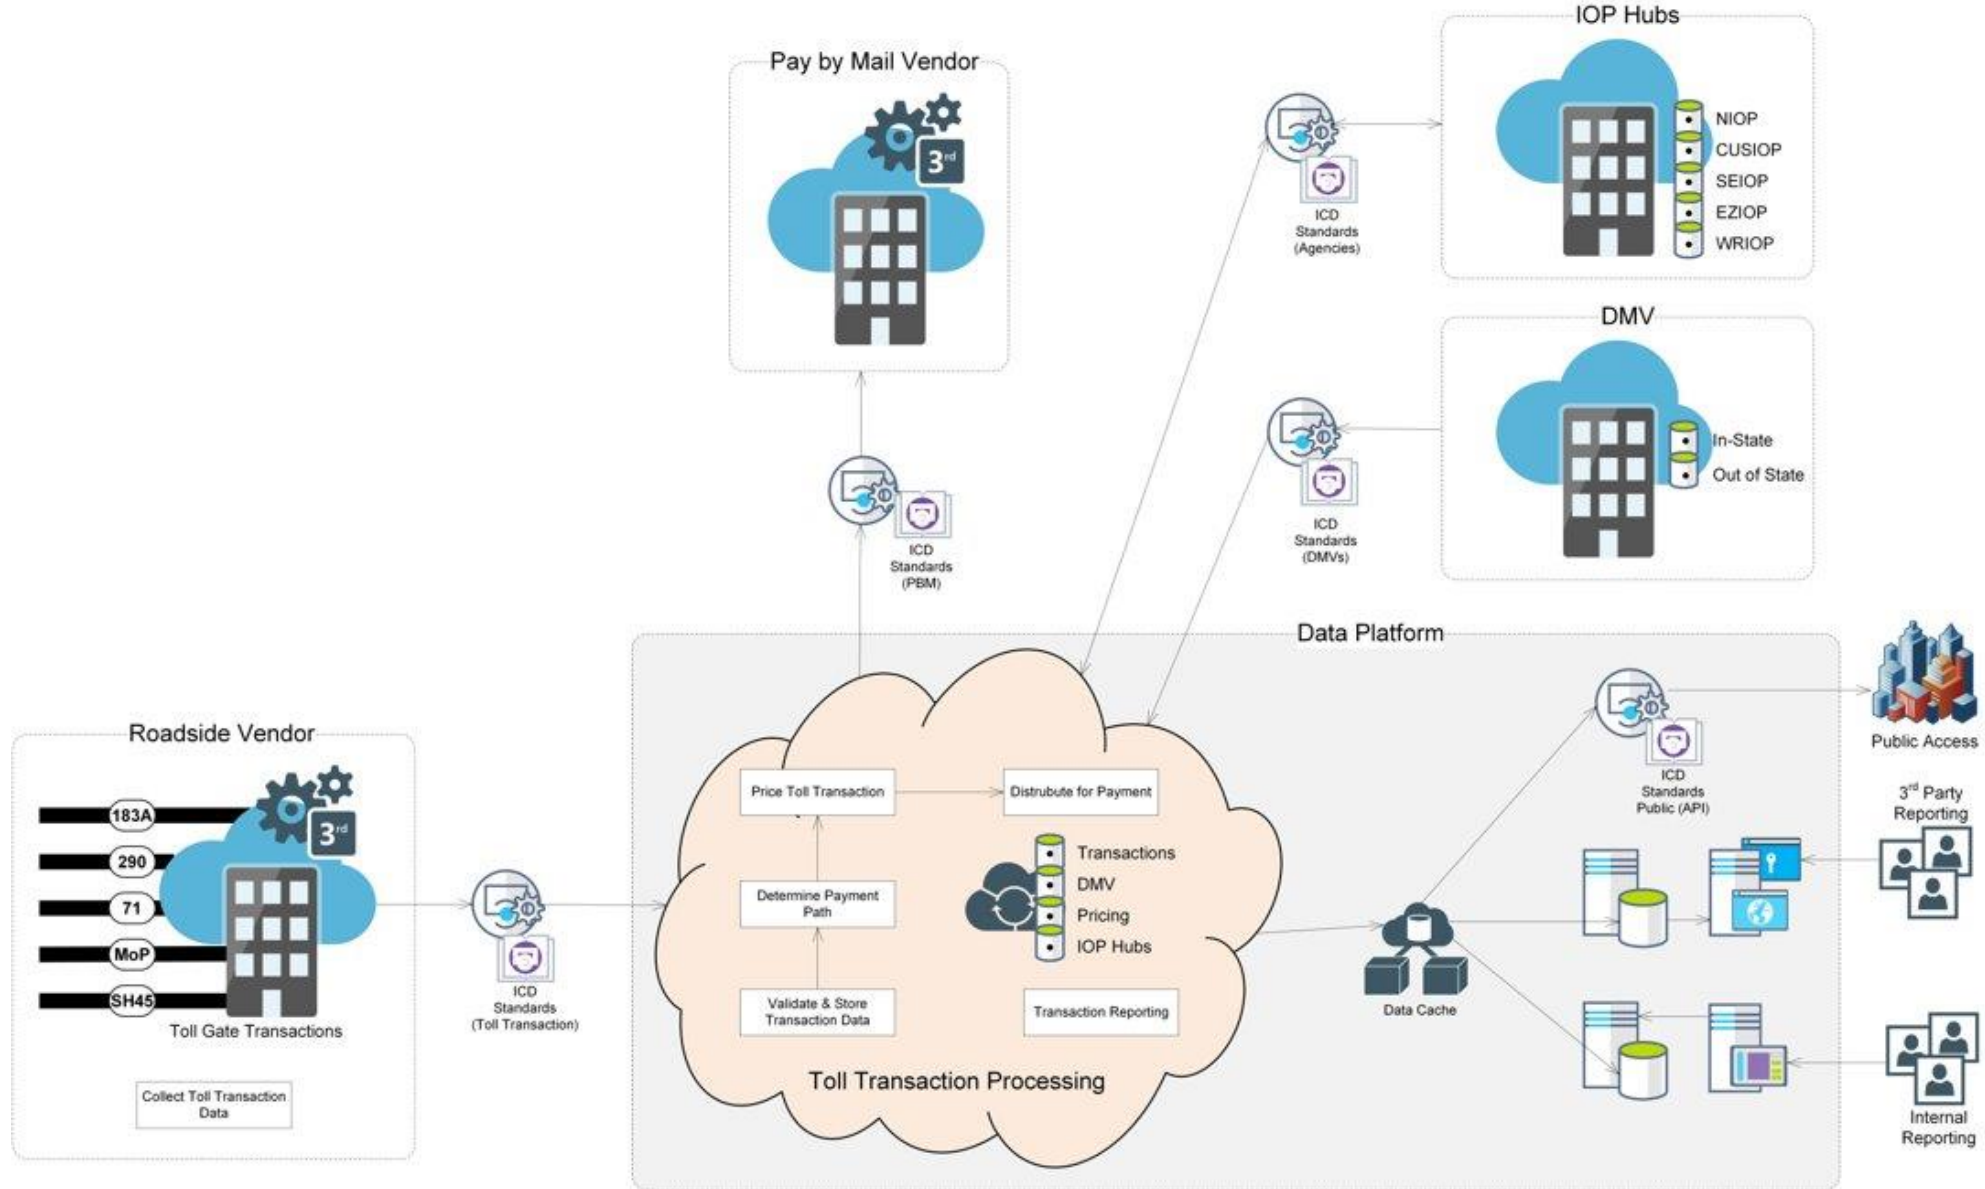 IOP Hubs
NIOP
CUSIOP
SEIOP
EZIOP
WRIOP
Pay by Mail Vendor
3rd
ICD
Standards
(Agencies)
DMV
In-State
Out of State
ICD
Standards
(DMVs)
ICD
Standards
(PBM)
Data Platform
Roadside Vendor
183A
290
71
MoP
SH45
3rd
Toll Gate Transactions
Collect Toll Transaction
Data
ICD
Standards
(Toll Transaction)
Price Toll Transaction
Distrubute for Payment
Determine Payment
Path
Transactions
DMV
Pricing
IOP Hubs
Validate & Store
Transaction Data
Transaction Reporting
Toll Transaction Processing
Data Cache
ICD
Standards
Public (API)
Public Access
3rd Party
Reporting
Internal
Reporting